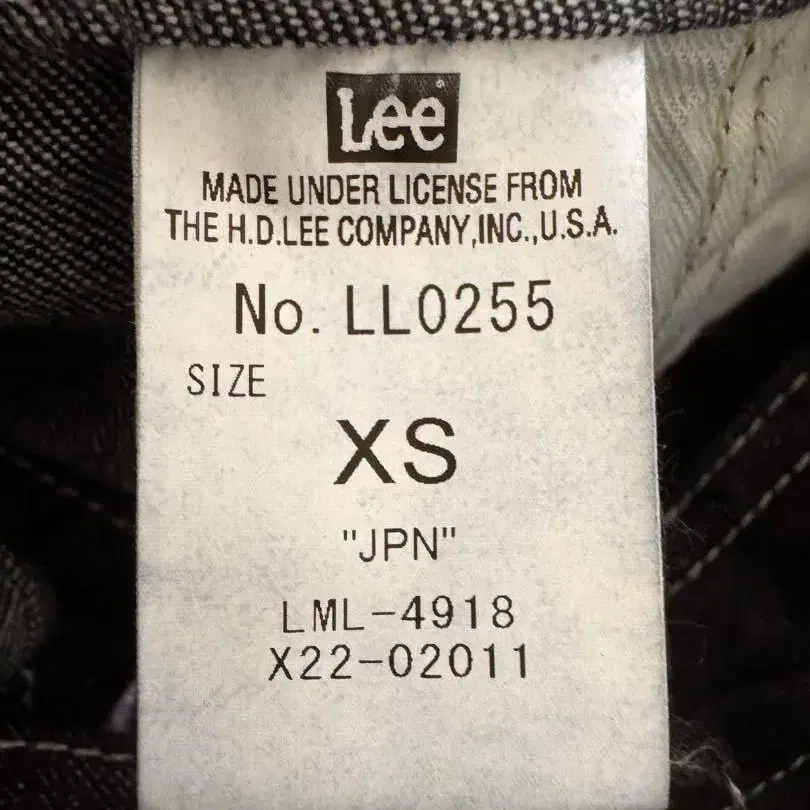 Lee
MADE UNDER LICENSE FROM
THE H.D.LEE COMPANY,INC.,U.S.A.
No. LL0255
SIZE
XS
"JPN"
LML-4918
X22-02011